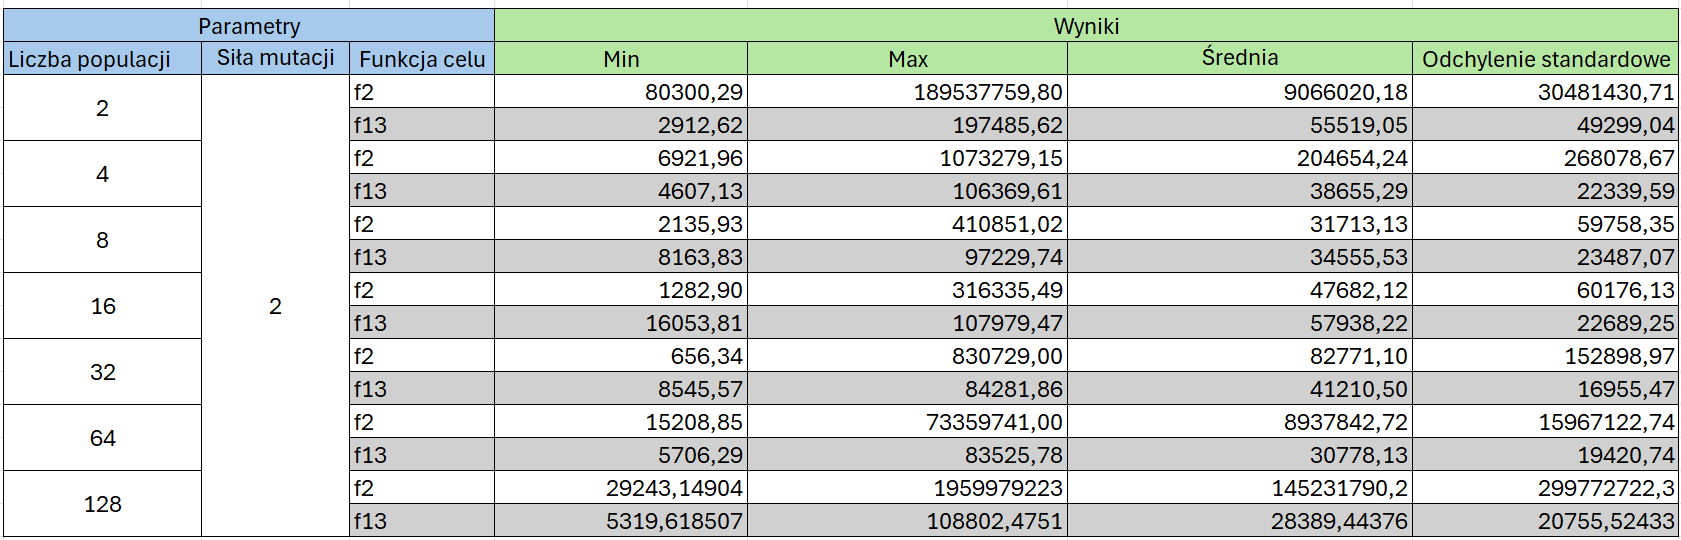 Parametry Wyniki
Liczba populacji Siła mutacji Funkcja celu Min Max Średnia Odchylenie standardowe
2 2 f2 80300,29 189537759,80 9066020,18 30481430,71
f13 2912,62 197485,62 55519,05 49299,04
4 f2 6921,96 1073279,15 204654,24 268078,67
f13 4607,13 106369,61 38655,29 22339,59
8 f2 2135,93 410851,02 31713,13 59758,35
f13 8163,83 97229,74 34555,53 23487,07
16 f2 1282,90 316335,49 47682,12 60176,13
f13 16053,81 107979,47 57938,22 22689,25
32 f2 656,34 830729,00 82771,10 152898,97
f13 8545,57 84281,86 41210,50 16955,47
64 f2 15208,85 73359741,00 8937842,72 15967122,74
f13 5706,29 83525,78 30778,13 19420,74
128 f2 29243,14904 1959979223 145231790,2 299772722,3
f13 5319,618507 108802,4751 28389,44376 20755,52433